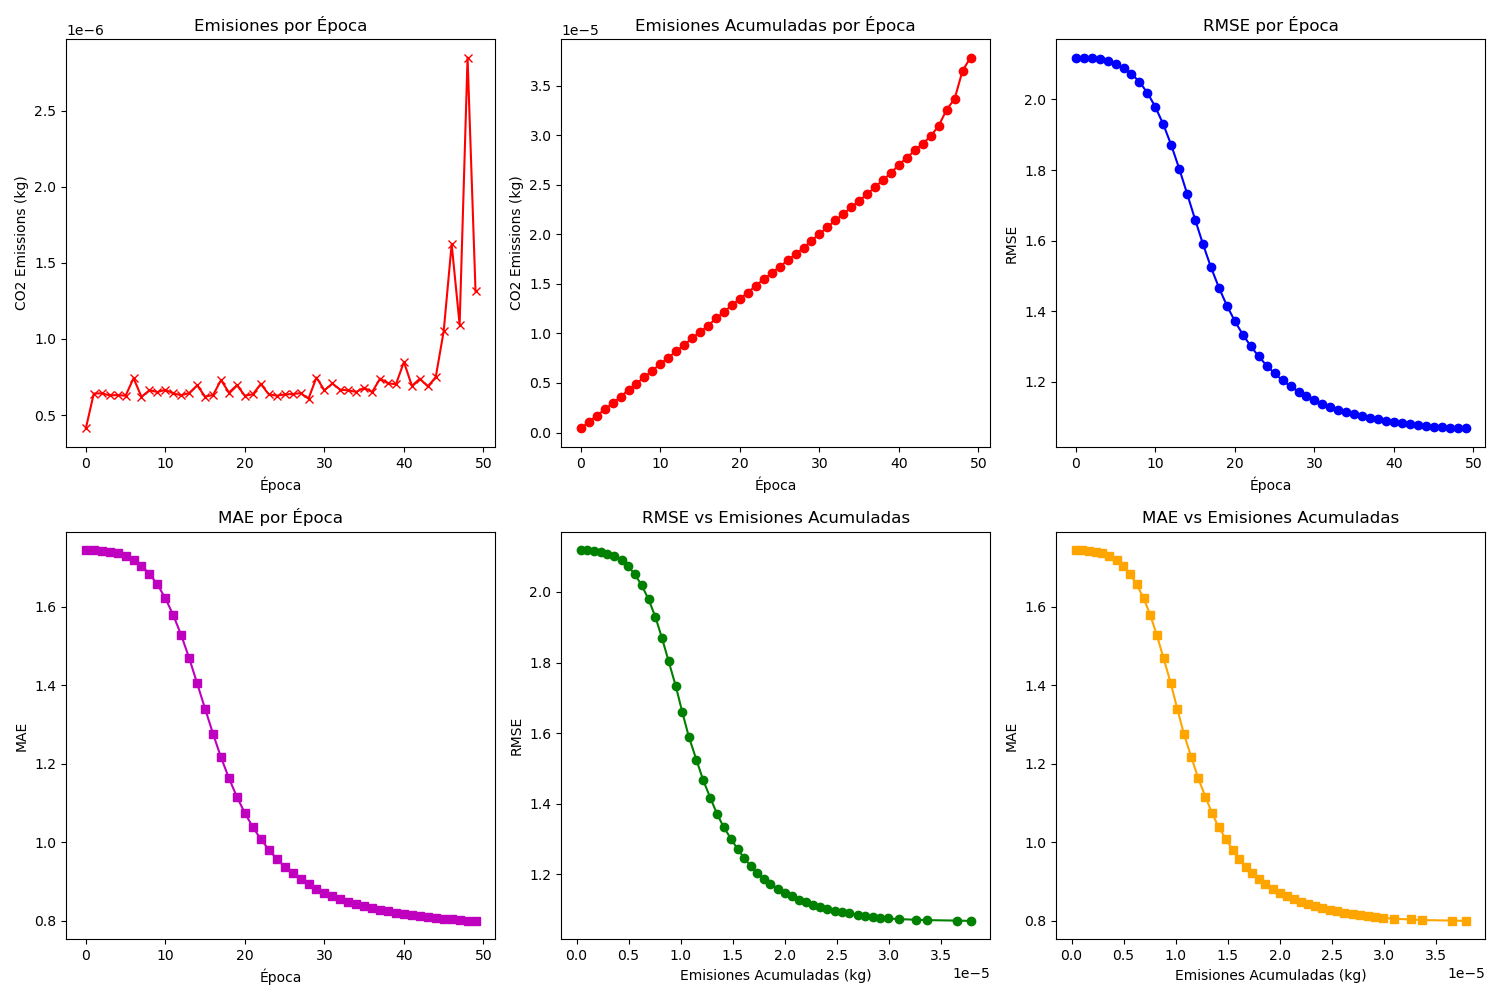 Emisiones por Época
1e−6
CO2 Emissions (kg)
2.5
2.0
1.5
1.0
0.5
0 10 20 30 40 50
Época
Emisiones Acumuladas por Época
1e−5
CO2 Emissions (kg)
3.5
3.0
2.5
2.0
1.5
1.0
0.5
0.0
0 10 20 30 40 50
Época
RMSE por Época
RMSE
2.0
1.8
1.6
1.4
1.2
0 10 20 30 40 50
Época
MAE por Época
MAE
1.6
1.4
1.2
1.0
0.8
0 10 20 30 40 50
Época
RMSE vs Emisiones Acumuladas
RMSE
2.0
1.8
1.6
1.4
1.2
0.0 0.5 1.0 1.5 2.0 2.5 3.0 3.5
1e−5
Emisiones Acumuladas (kg)
MAE vs Emisiones Acumuladas
MAE
1.6
1.4
1.2
1.0
0.8
0.0 0.5 1.0 1.5 2.0 2.5 3.0 3.5
1e−5
Emisiones Acumuladas (kg)